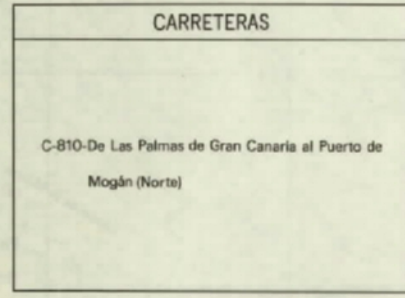 CARRETERAS
C-810-De Las Palmas de Gran Canaria al Puerto de
Mogán (Norte)